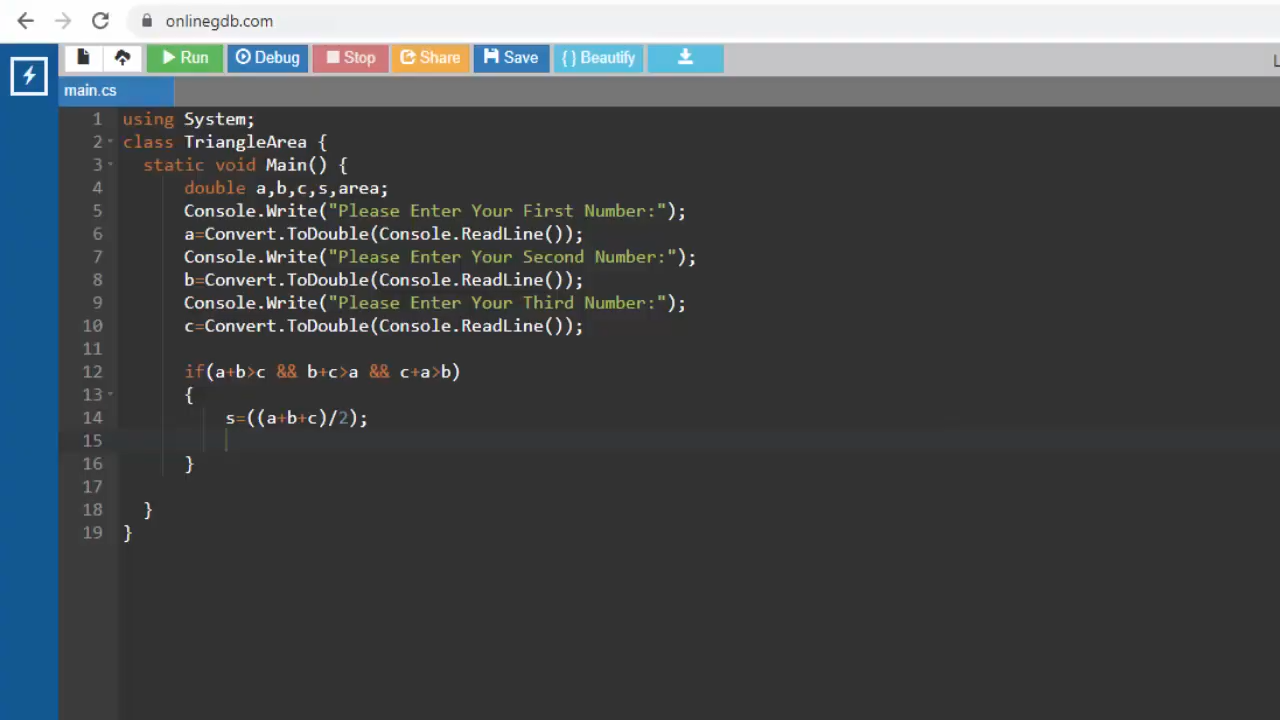 onlinegdb.com
Run Debug Stop Share Save { } Beautify
main.cs
1 using System;
2 class TriangleArea {
3 static void Main() {
4 double a,b,c,s,area;
5 Console.Write("Please Enter Your First Number:");
6 a=Convert.ToDouble(Console.ReadLine());
7 Console.Write("Please Enter Your Second Number:");
8 b=Convert.ToDouble(Console.ReadLine());
9 Console.Write("Please Enter Your Third Number:");
10 c=Convert.ToDouble(Console.ReadLine());
11
12 if(a+b>c && b+c>a && c+a>b)
13 {
14 s=((a+b+c)/2);
15
16 }
17
18 }
19 }